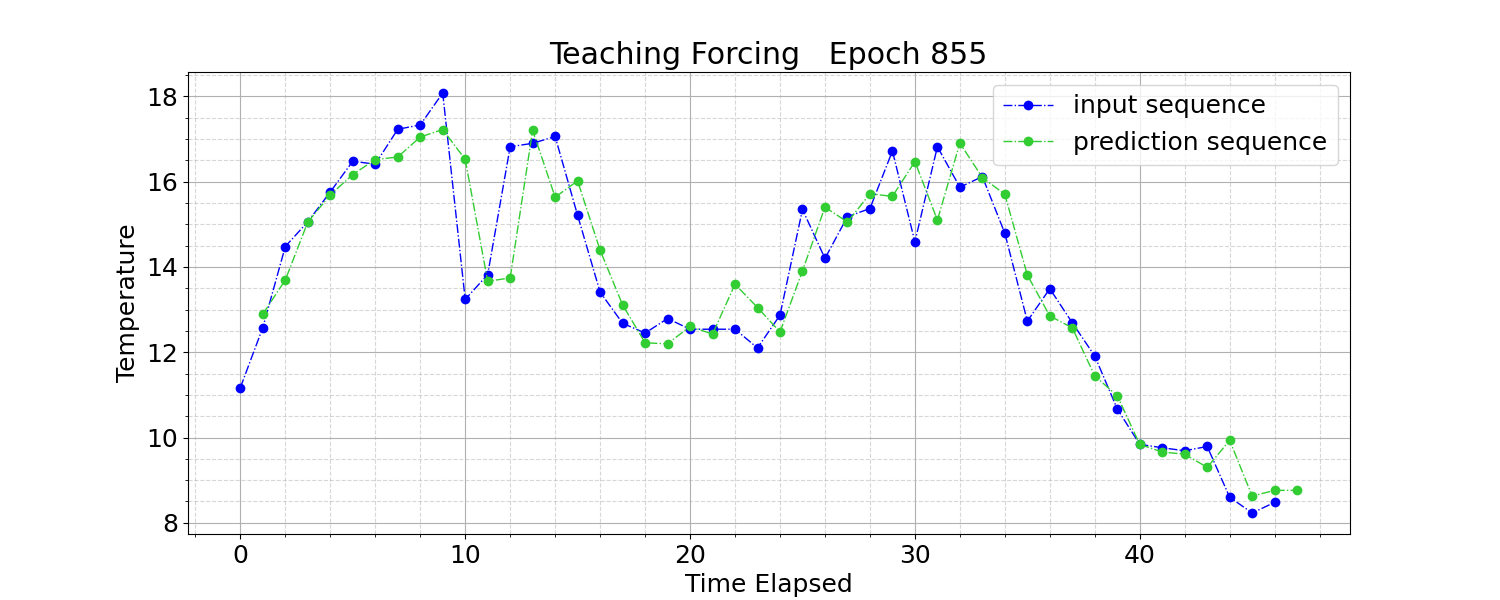 Teaching Forcing   Epoch 855
input sequence
prediction sequence
Temperature
18
16
14
12
10
8
0 10 20 30 40
Time Elapsed